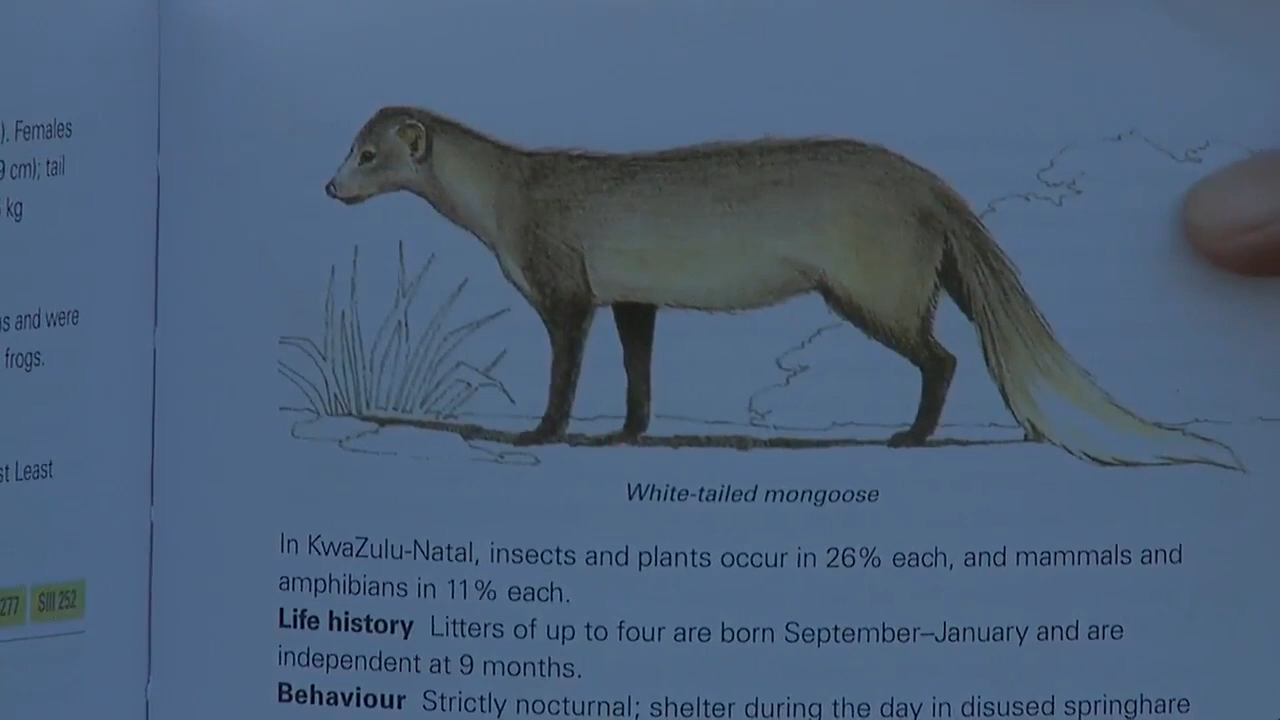 ). Females
9 cm); tail
kg
s and were
frogs.
st Least
277 SIII 252
White-tailed mongoose
In KwaZulu-Natal, insects and plants occur in 26% each, and mammals and
amphibians in 11% each.
Life history Litters of up to four are born September–January and are
independent at 9 months.
Behaviour Strictly nocturnal; shelter during the day in disused springhare